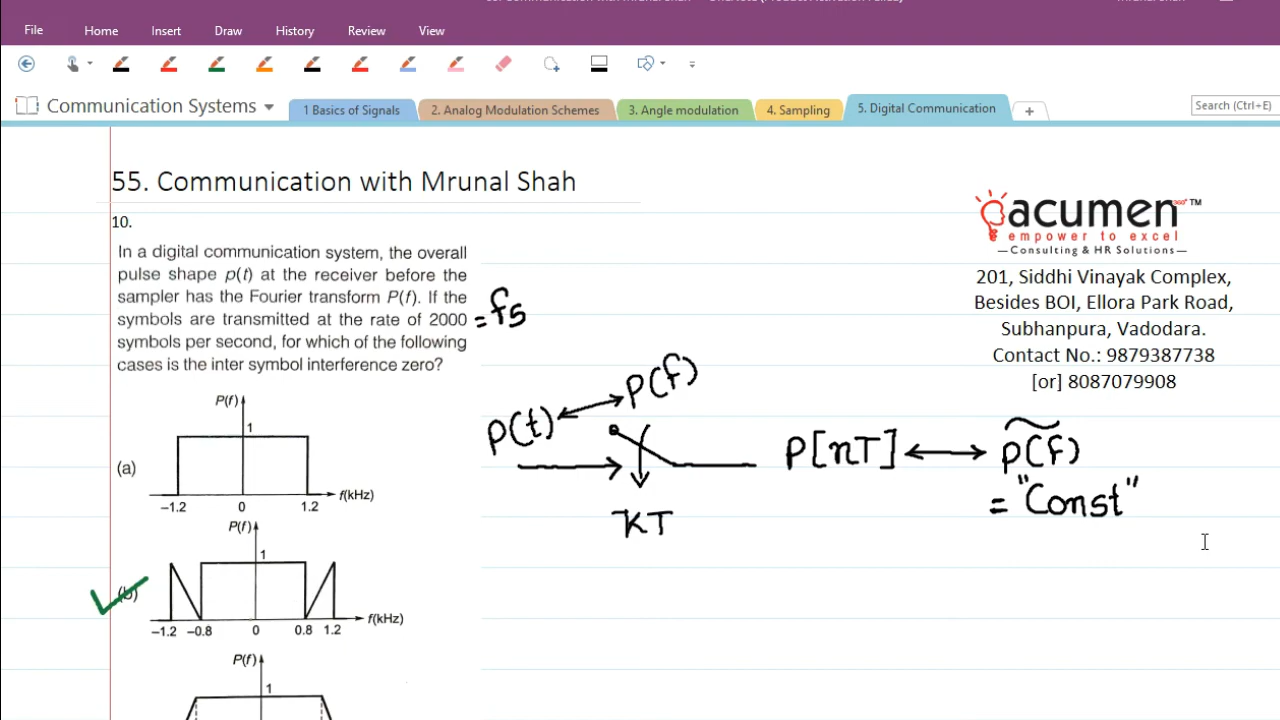 File Home Insert Draw History Review View
Communication Systems 1 Basics of Signals 2. Analog Modulation Schemes 3. Angle modulation 4. Sampling 5. Digital Communication + Search (Ctrl+E)
55. Communication with Mrunal Shah
10.
In a digital communication system, the overall
pulse shape p(t) at the receiver before the
sampler has the Fourier transform P(f). If the
symbols are transmitted at the rate of 2000
symbols per second, for which of the following
cases is the inter symbol interference zero?
= fs
acumen 360° TM
empower to excel
—Consulting & HR Solutions—
201, Siddhi Vinayak Complex,
Besides BOI, Ellora Park Road,
Subhanpura, Vadodara.
Contact No.: 9879387738
[or] 8087079908
P(f)
1
(a)
-1.2 0 1.2 f(kHz)
P(f)
1
(b)
f(kHz)
-1.2 -0.8 0 0.8 1.2
P(f)
1
P(t) ↔ P(f)
KT
P[nT] ↔ P(f)
= "Const"